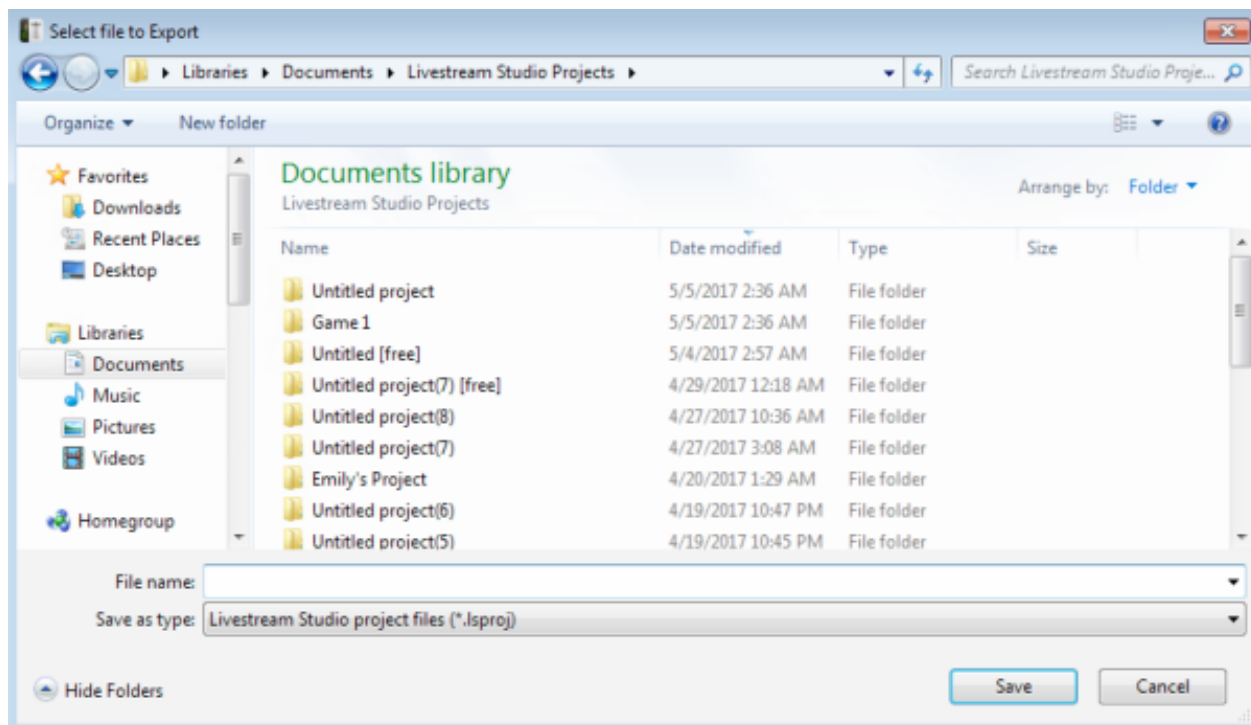 Select file to Export
Libraries Documents Livestream Studio Projects
Search Livestream Studio Proje...
Organize New folder
Favorites
Downloads
Recent Places
Desktop
Libraries
Documents
Music
Pictures
Videos
Homegroup
Documents library
Livestream Studio Projects
Arrange by: Folder
Name Date modified Type Size
Untitled project 5/5/2017 2:36 AM File folder
Game 1 5/5/2017 2:36 AM File folder
Untitled [free] 5/4/2017 2:57 AM File folder
Untitled project(7) [free] 4/29/2017 12:18 AM File folder
Untitled project(8) 4/27/2017 10:36 AM File folder
Untitled project(7) 4/27/2017 3:08 AM File folder
Emily's Project 4/20/2017 1:29 AM File folder
Untitled project(6) 4/19/2017 10:47 PM File folder
Untitled project(5) 4/19/2017 10:45 PM File folder
File name:
Save as type: Livestream Studio project files (*.lsproj)
Hide Folders
Save Cancel